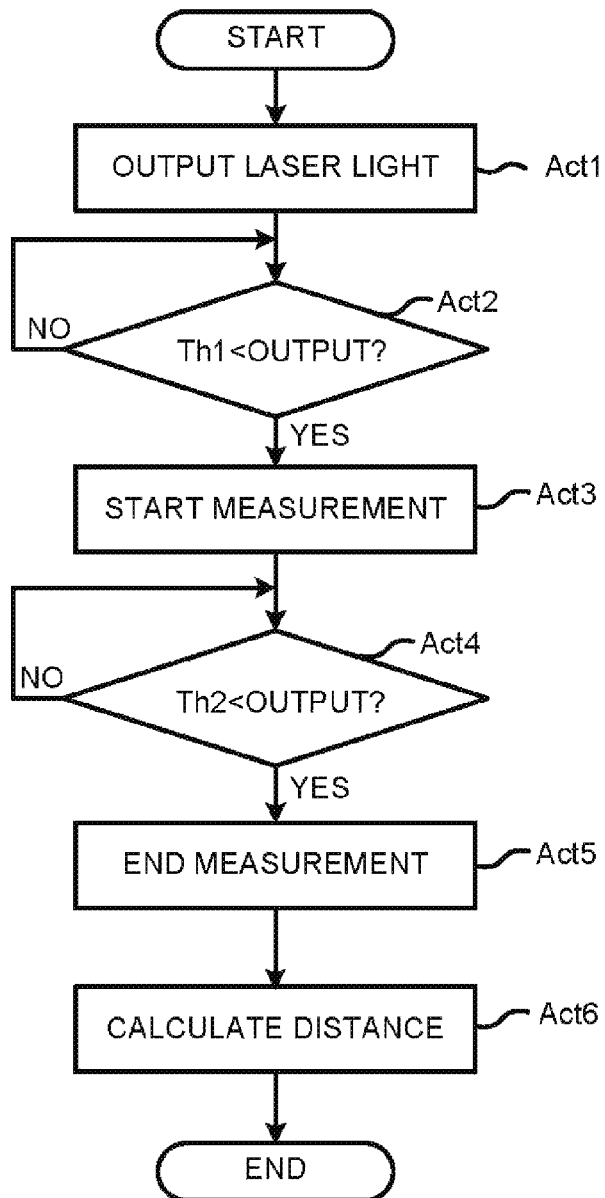 START
OUTPUT LASER LIGHT
Act1
Act2
Th1<OUTPUT?
NO
YES
START MEASUREMENT
Act3
Act4
Th2<OUTPUT?
NO
YES
END MEASUREMENT
Act5
CALCULATE DISTANCE
Act6
END